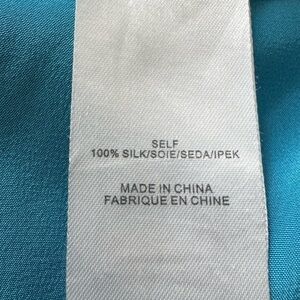 SELF
100% SILK/SOIE/SEDA/IPEK
MADE IN CHINA
FABRIQUE EN CHINE